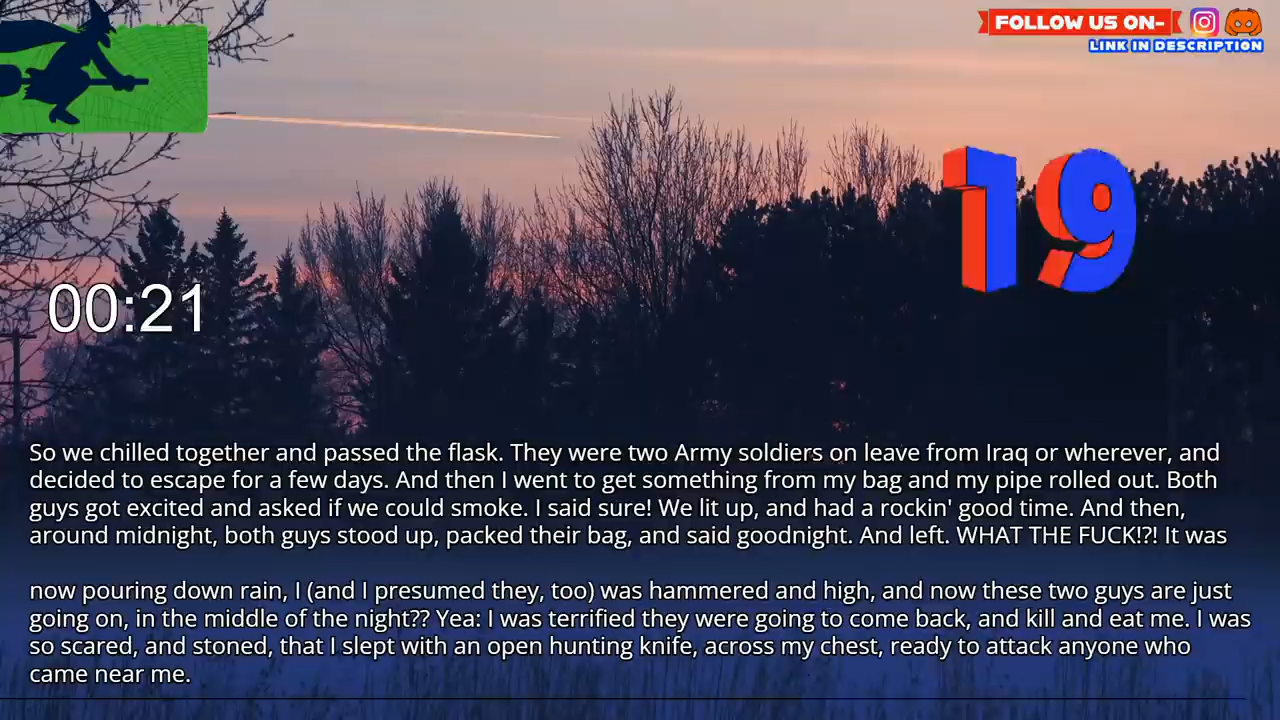 FOLLOW US ON-
LINK IN DESCRIPTION
19
00:21
So we chilled together and passed the flask. They were two Army soldiers on leave from Iraq or wherever, and
decided to escape for a few days. And then I went to get something from my bag and my pipe rolled out. Both
guys got excited and asked if we could smoke. I said sure! We lit up, and had a rockin' good time. And then,
around midnight, both guys stood up, packed their bag, and said goodnight. And left. WHAT THE FUCK!?! It was
now pouring down rain, I (and I presumed they, too) was hammered and high, and now these two guys are just
going on, in the middle of the night?? Yea: I was terrified they were going to come back, and kill and eat me. I was
so scared, and stoned, that I slept with an open hunting knife, across my chest, ready to attack anyone who
came near me.